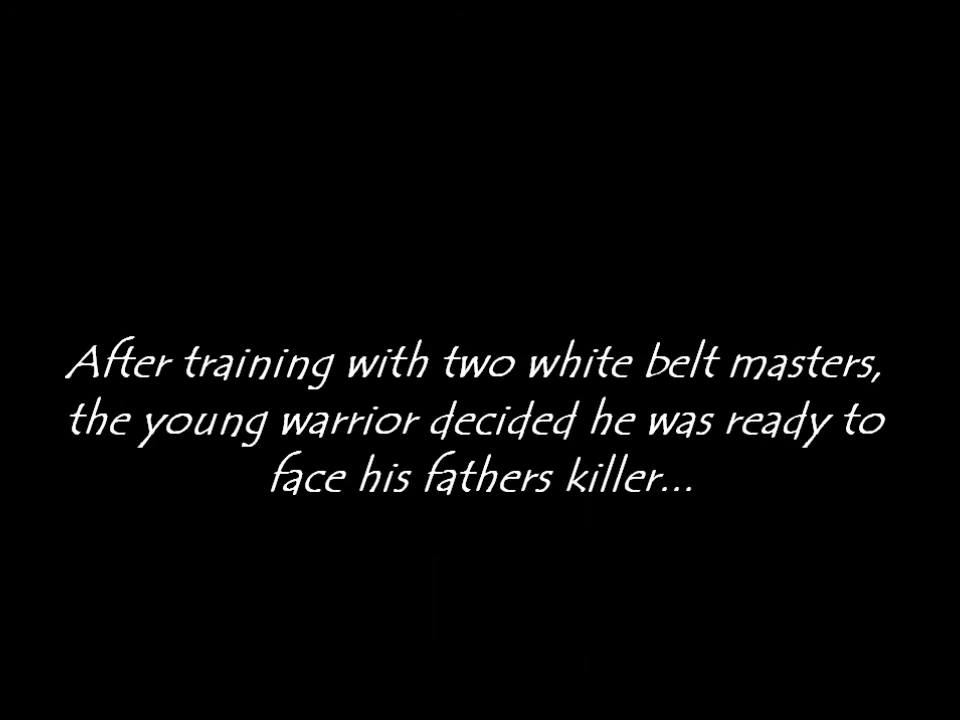 After training with two white belt masters,
the young warrior decided he was ready to
face his fathers killer...